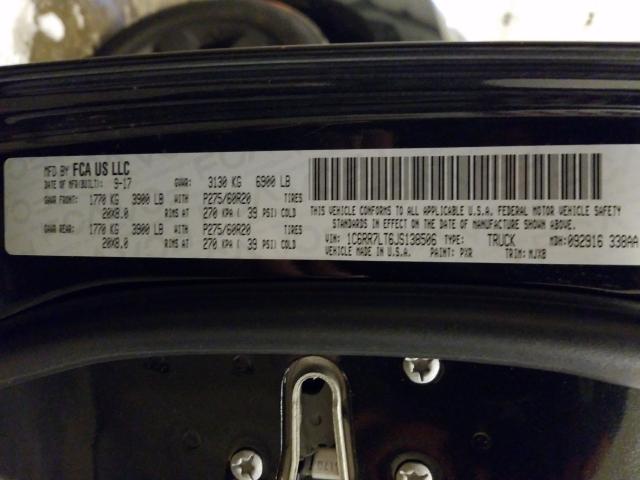 MFD BY FCA US LLC
DATE OF MFR(BUILT): 9-17 GVWR: 3130 KG 6900 LB
GAWR FRONT: 1770 KG 3900 LB WITH P275/60R20 TIRES
20X8.0 RIMS AT 270 KPA ( 39 PSI) COLD
GAWR REAR: 1770 KG 3900 LB WITH P275/60R20 TIRES
20X8.0 RIMS AT 270 KPA ( 39 PSI) COLD
THIS VEHICLE CONFORMS TO ALL APPLICABLE U.S.A. FEDERAL MOTOR VEHICLE SAFETY
STANDARDS IN EFFECT ON THE DATE OF MANUFACTURE SHOWN ABOVE.
VIN: 1C6RR7LT6JS138506 TYPE: TRUCK MDH: 092916 338AA
VEHICLE MADE IN U.S.A. PAINT: PXR TRIM: MJX8